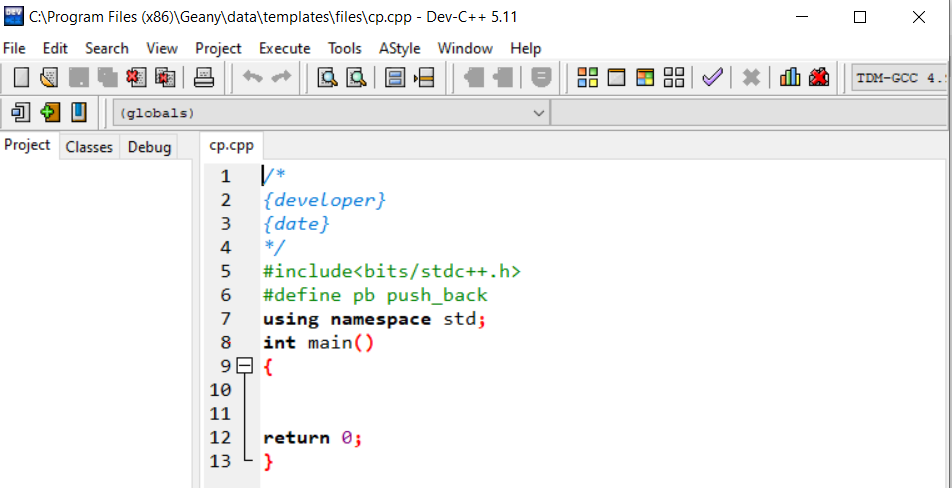 C:\Program Files (x86)\Geany\data\templates\files\cp.cpp - Dev-C++ 5.11
File Edit Search View Project Execute Tools AStyle Window Help
TDM-GCC 4.
(globals)
Project Classes Debug cp.cpp
1 /*
2 {developer}
3 {date}
4 */
5 #include<bits/stdc++.h>
6 #define pb push_back
7 using namespace std;
8 int main()
9 {
10
11
12 return 0;
13 }